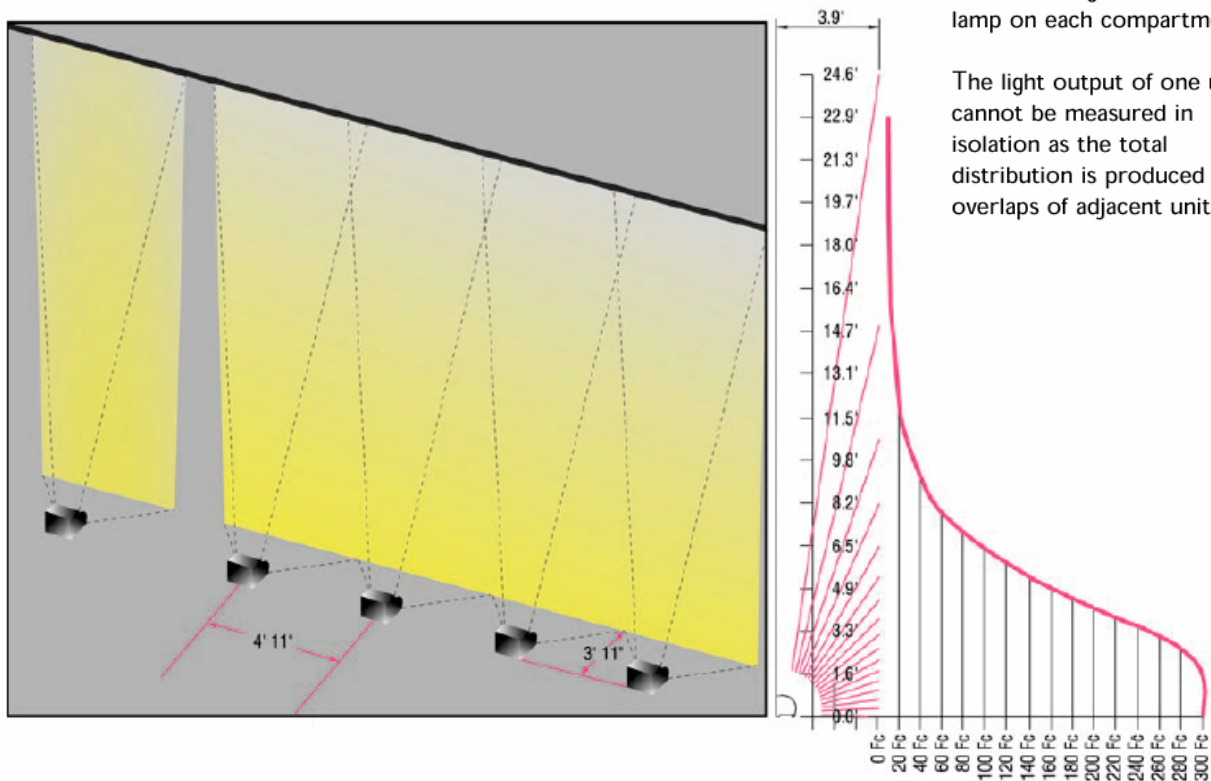 3.9'
lamp on each compartm
The light output of one u
cannot be measured in
isolation as the total
distribution is produced
overlaps of adjacent unit
24.6'
22.9'
21.3'
19.7'
18.0'
16.4'
14.7'
13.1'
11.5'
9.8'
8.2'
6.5'
4.9'
3.3'
1.6'
0.0'
4' 11"
3' 11"
0 Fc
20 Fc
40 Fc
60 Fc
80 Fc
100 Fc
120 Fc
140 Fc
160 Fc
180 Fc
200 Fc
220 Fc
240 Fc
260 Fc
280 Fc
300 Fc